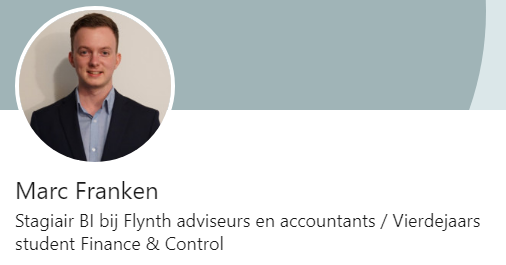 Marc Franken
Stagiair BI bij Flynth adviseurs en accountants / Vierdejaars
student Finance & Control